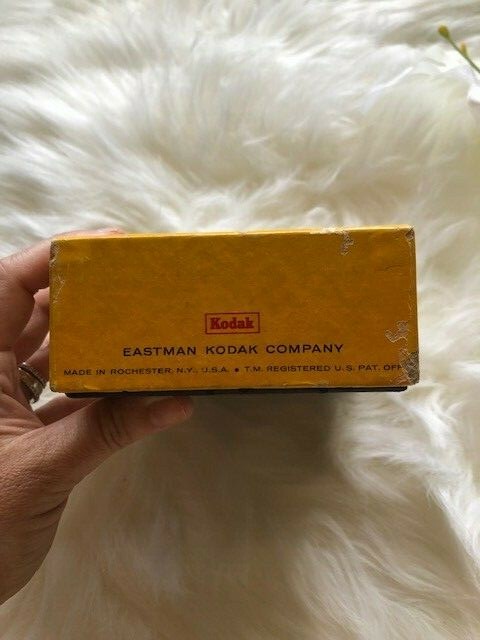 Kodak
EASTMAN KODAK COMPANY
MADE IN ROCHESTER, N.Y., U.S.A. • T.M. REGISTERED U.S. PAT. OFF